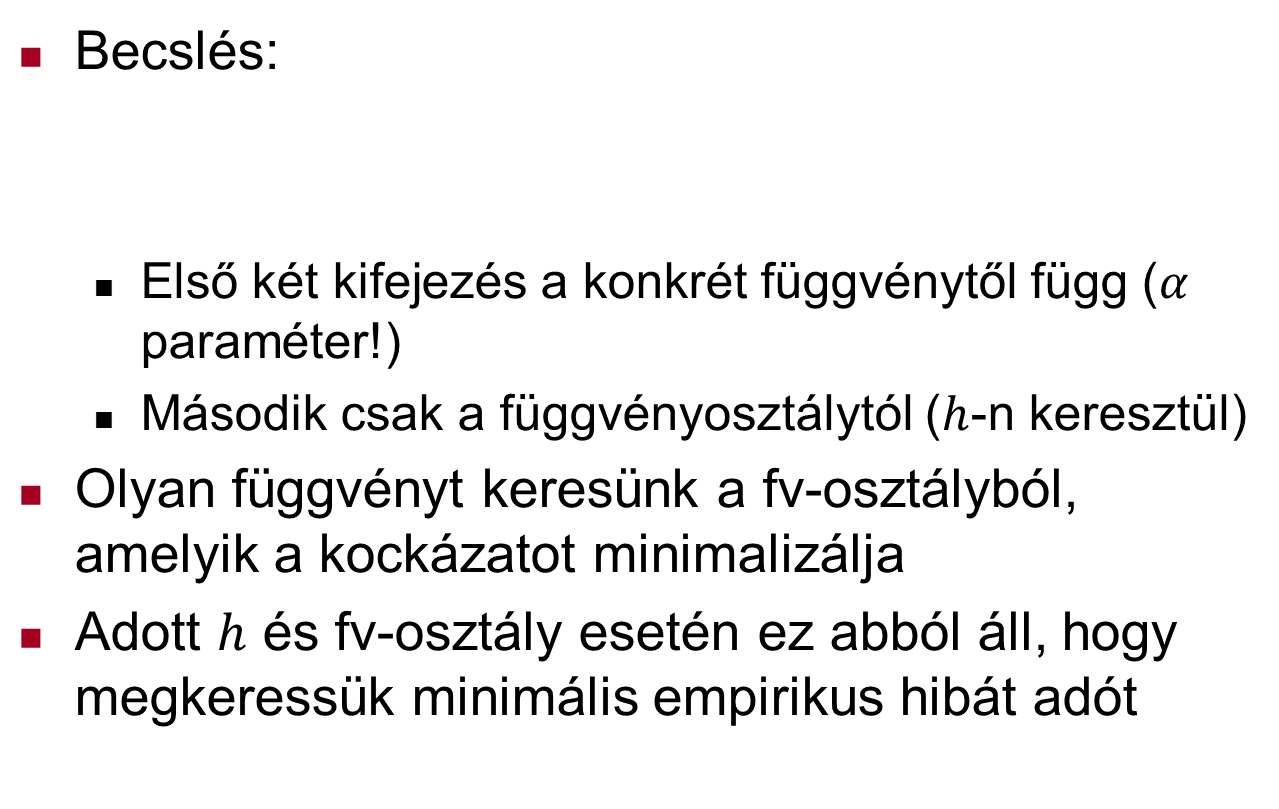 Becslés:
Első két kifejezés a konkrét függvénytől függ (α
paraméter!)
Második csak a függvényosztálytól (h-n keresztül)
Olyan függvényt keresünk a fv-osztályból,
amelyik a kockázatot minimalizálja
Adott h és fv-osztály esetén ez abból áll, hogy
megkeressük minimális empirikus hibát adót